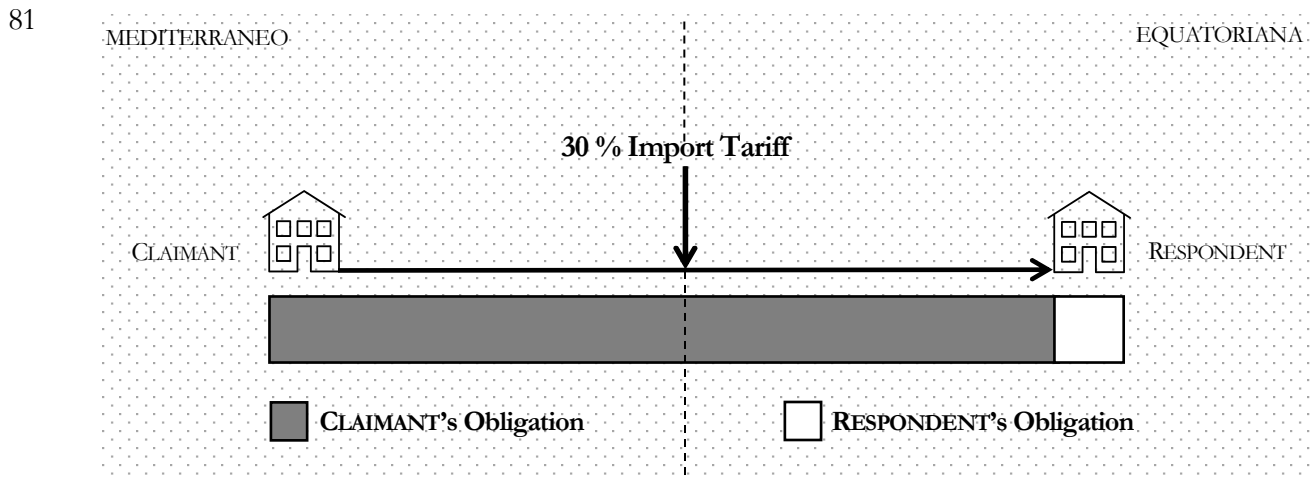 81
MEDITERRANEO
EQUATORIANA
30 % Import Tariff
CLAIMANT
RESPONDENT
CLAIMANT's Obligation
RESPONDENT's Obligation